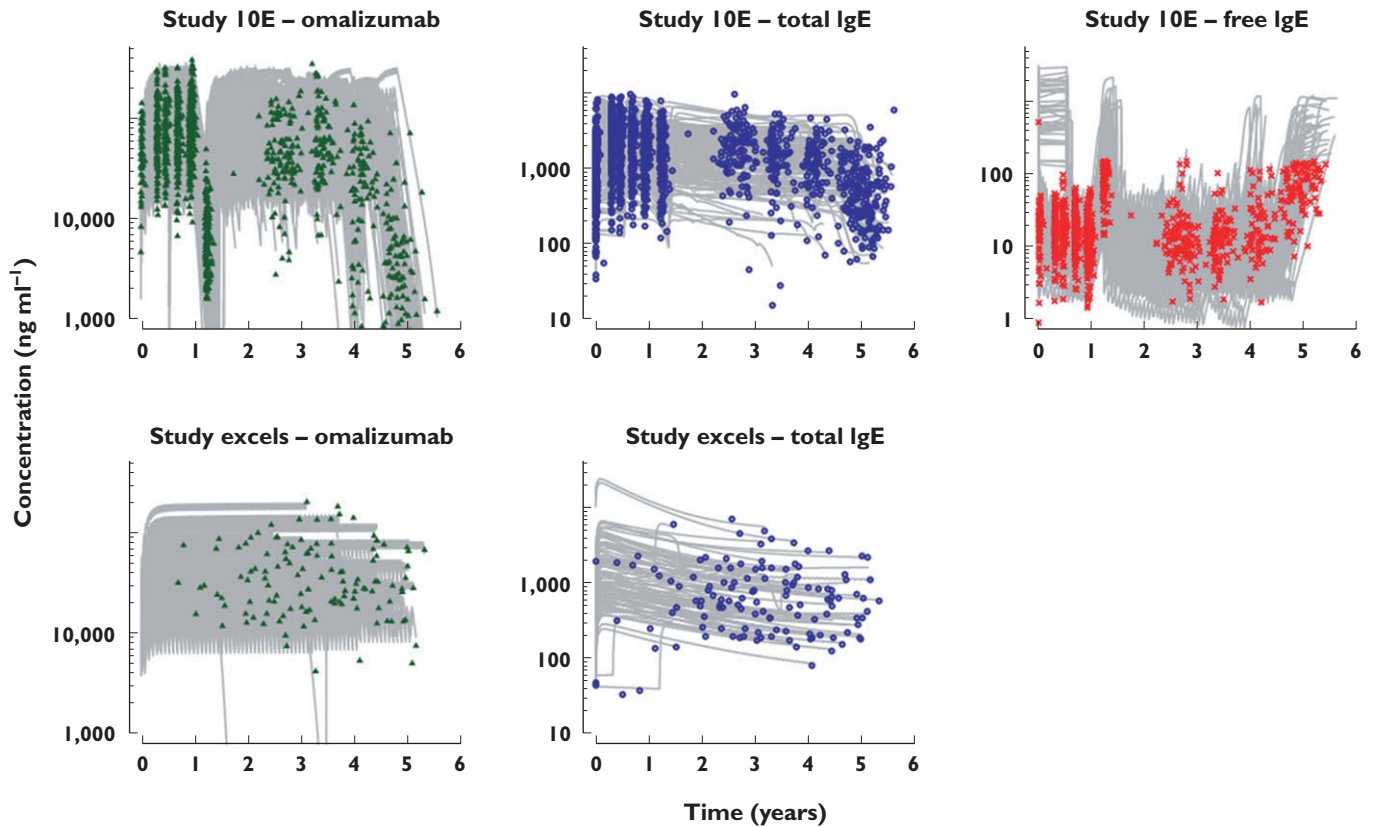 Study 10E – omalizumab
Study 10E – total IgE
Study 10E – free IgE
10,000
1,000
0 1 2 3 4 5 6
1,000
100
10
0 1 2 3 4 5 6
100
10
1
0 1 2 3 4 5 6
Concentration (ng ml⁻¹)
Study excels – omalizumab
Study excels – total IgE
10,000
1,000
0 1 2 3 4 5 6
1,000
100
10
0 1 2 3 4 5 6
Time (years)